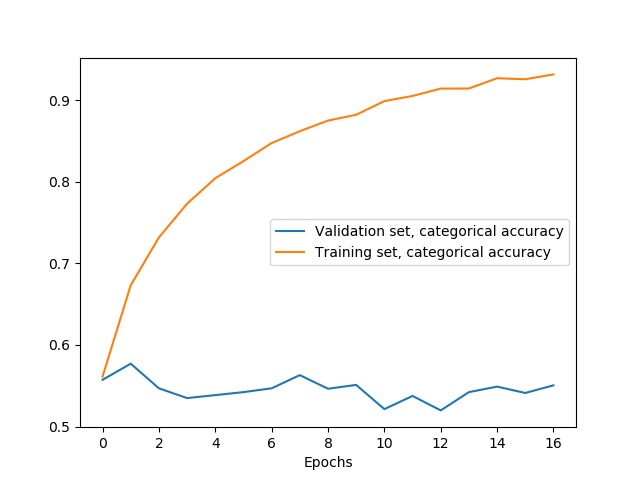 0.9
0.8
0.7
0.6
0.5
Validation set, categorical accuracy
Training set, categorical accuracy
0 2 4 6 8 10 12 14 16
Epochs